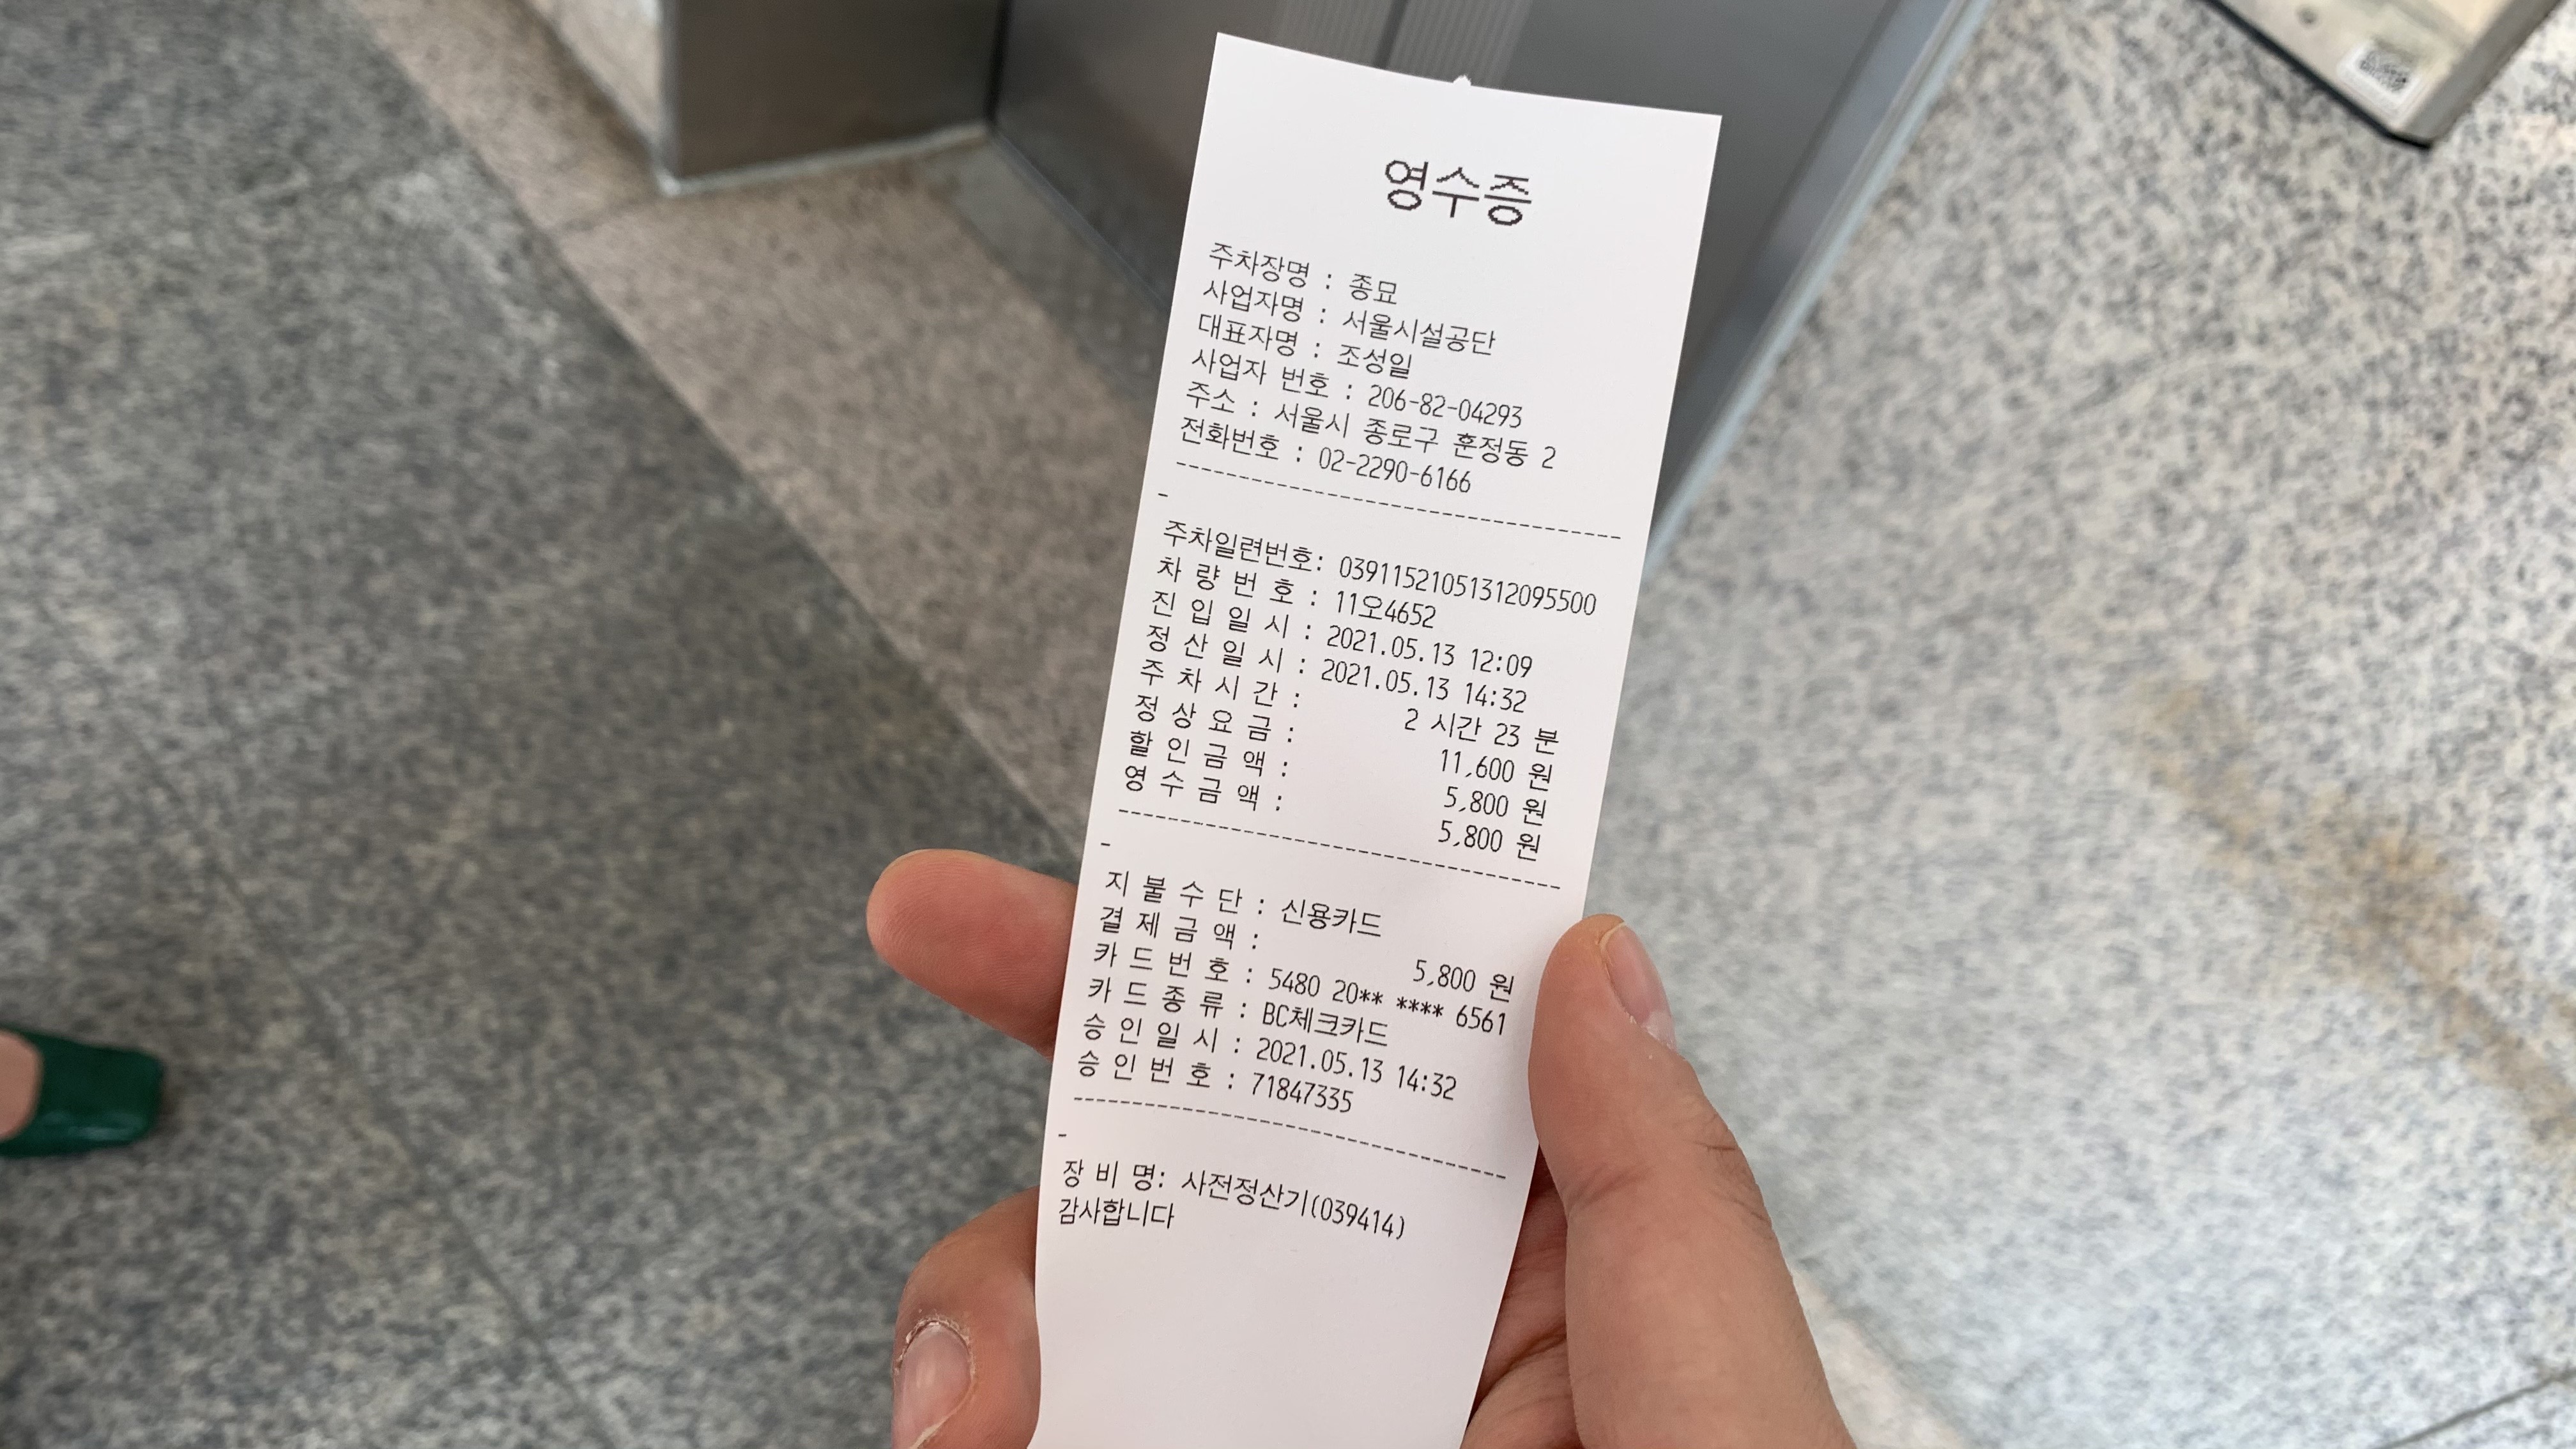 영수증
주차장명 : 종묘
사업자명 : 서울시설공단
대표자명 : 조성일
사업자 번호 : 206-82-04293
주소 : 서울시 종로구 훈정동 2
전화번호 : 02-2290-6166
--------------------------------------
-
주차일련번호: 03911521051312095500
차 량 번 호 : 11오4652
진 입 일 시 : 2021.05.13 12:09
정 산 일 시 : 2021.05.13 14:32
주 차 시 간 : 2 시간 23 분
정 상 요 금 : 11,600 원
할 인 금 액 : 5,800 원
영 수 금 액 : 5,800 원
--------------------------------------
-
지 불 수 단 : 신용카드
결 제 금 액 : 5,800 원
카 드 번 호 : 5480 20** **** 6561
카 드 종 류 : BC체크카드
승 인 일 시 : 2021.05.13 14:32
승 인 번 호 : 71847335
--------------------------------------
-
장 비 명: 사전정산기(039414)
감사합니다